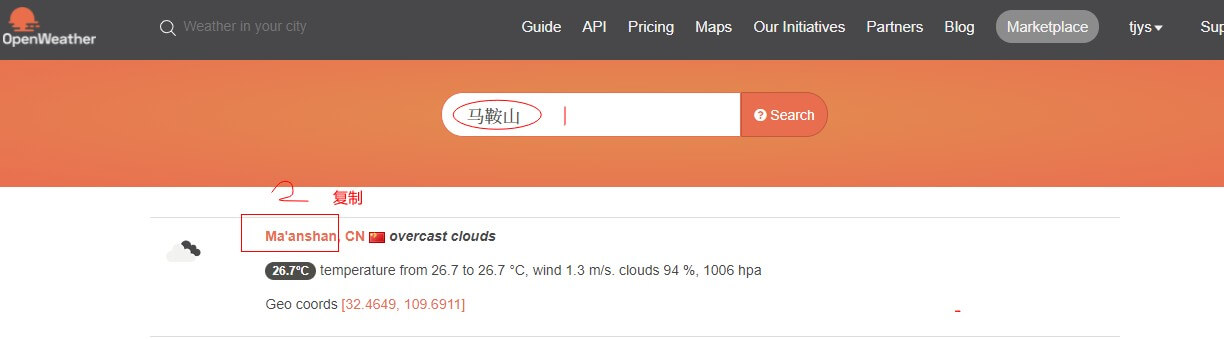 OpenWeather Weather in your city Guide API Pricing Maps Our Initiatives Partners Blog Marketplace tjys Sup
马鞍山 Search
2 复制
Ma'anshan, CN overcast clouds
26.7°C temperature from 26.7 to 26.7 °C, wind 1.3 m/s. clouds 94 %, 1006 hpa
Geo coords [32.4649, 109.6911]